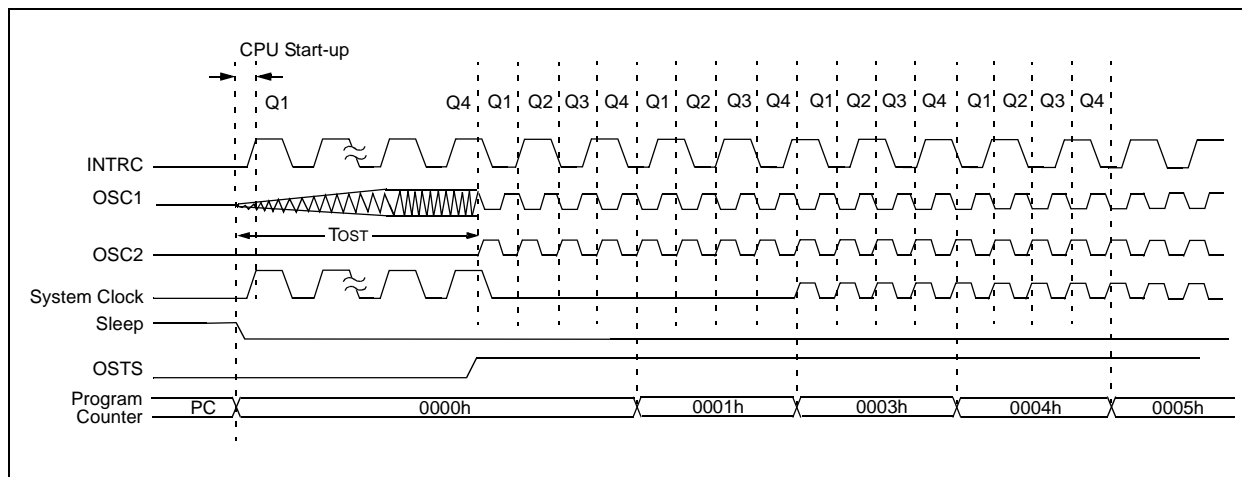 CPU Start-up
Q1 Q4 Q1 Q2 Q3 Q4 Q1 Q2 Q3 Q4 Q1 Q2 Q3 Q4 Q1 Q2 Q3 Q4
INTRC
OSC1
TOST
OSC2
System Clock
Sleep
OSTS
Program
Counter
PC 0000h 0001h 0003h 0004h 0005h